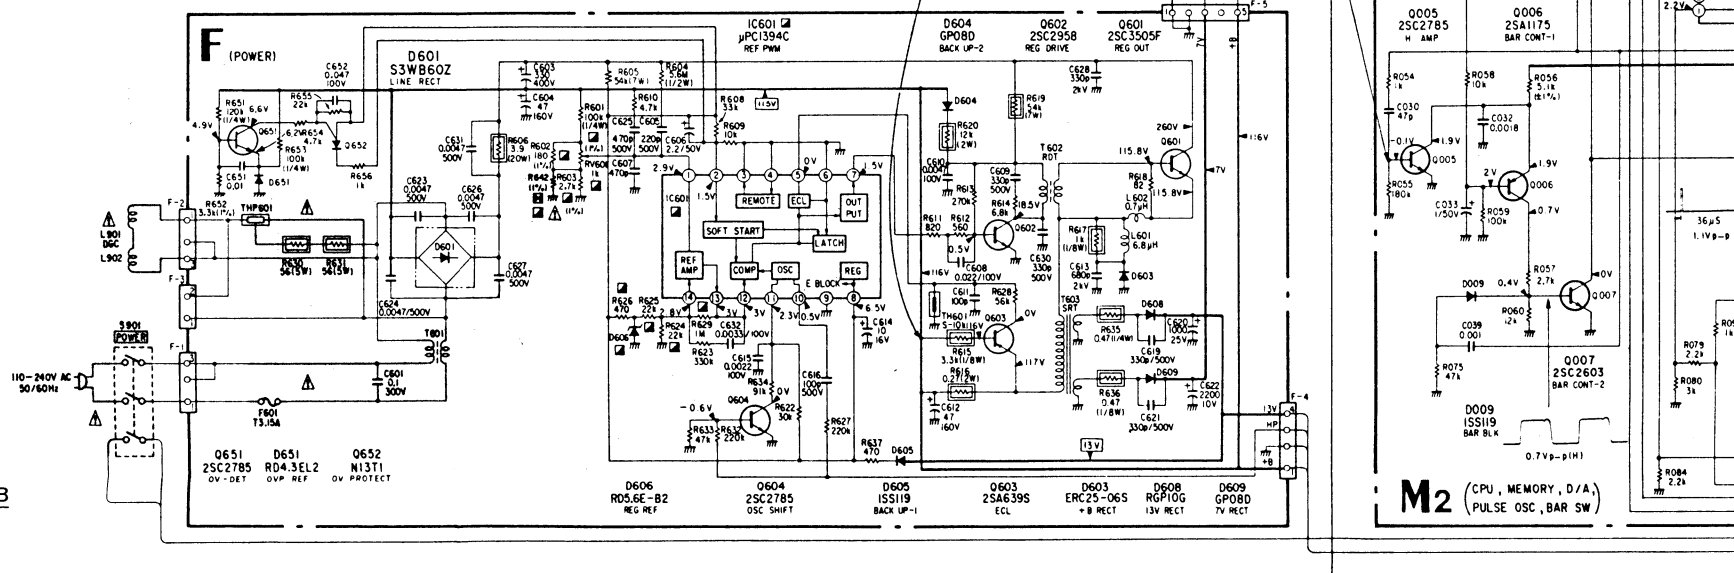 F
(POWER)
D601
S3WB60Z
LINE RECT
IC601
μPC1394C
REF PWM
D604
GP08D
BACK UP-2
Q602
2SC2958
REG DRIVE
Q601
2SC3505F
REG OUT
F-5
1
5
7V
+B
C652
0.047
100V
R655
22k
R651
120k
(1/4W)
6.6V
4.9V
Q651
6.2V
R654
4.7k
R653
100k
(1/4W)
Q652
C651
0.01
D651
R656
1k
R652
3.3k(1%)
C603
330
400V
C604
47
160V
R605
54k(7W)
R604
5.6M
(1/2W)
R601
100k
(1/4W)
R610
4.7k
C625
470p
500V
C605
220p
500V
C606
2.2/50V
R608
33k
R609
10k
115V
R602
180
(1%)
RV601
1k
R642
(1%)
R603
2.7k
(1%)
C607
470p
C631
0.0047
500V
R606
3.9
(20W)
C623
0.0047
500V
C626
0.0047
500V
D601
C627
0.0047
500V
C624
0.0047/500V
F-2
L901
DGC
L902
THP601
R630
56(5W)
R631
56(5W)
F-3
F-1
S901
POWER
110-240V AC
50/60Hz
T601
C601
0.1
300V
F601
T3.15A
2.9V
1.5V
0V
1.5V
IC601
REMOTE
ECL
OUT
PUT
SOFT START
LATCH
REF
AMP
COMP
OSC
REG
E BLOCK
2.8V
3V
3V
2.3V
0.5V
6.5V
R626
470
R625
22k
D606
R624
22k
R629
1M
C632
0.0033/100V
R623
330k
C615
0.0022
100V
R634
91k
0V
C616
100p
500V
C614
10
16V
Q604
-0.6V
R633
47k
R632
220k
R622
30k
R627
220k
R637
470
D605
D604
R620
12k
(2W)
C610
0.0047
100V
R619
54k
(7W)
C628
330p
2kV
C609
330p
500V
T602
RDT
R613
270k
R614
6.8k
18.5V
R611
820
R612
560
0.5V
Q602
C608
0.022/100V
C630
330p
500V
260V
115.8V
Q601
R618
82
115.8V
L602
0.7μH
L601
6.8μH
R617
1k
(1/8W)
C613
680p
2kV
D603
116V
7V
116V
C611
100p
R628
56k
TH601
S-10k
116V
Q603
0V
R615
3.3k(1/8W)
117V
R616
0.27(2W)
C612
47
160V
T603
SRT
D608
R635
0.47(1/4W)
C620
1000
25V
C619
330p/500V
D609
R636
0.47
(1/8W)
C621
330p/500V
C622
2200
10V
F-4
13V
HP
+B
13V
Q651
2SC2785
OV-DET
D651
RD4.3EL2
OVP REF
Q652
N13T1
OV PROTECT
D606
RD5.6E-B2
REG REF
Q604
2SC2785
OSC SHIFT
D605
1SS119
BACK UP-1
Q603
2SA639S
ECL
D603
ERC25-06S
+B RECT
D608
RGP10G
13V RECT
D609
GP08D
7V RECT
B
2.2V
Q005
2SC2785
H AMP
Q006
2SA1175
BAR CONT-1
R054
1k
C030
47p
-0.1V
1.9V
Q005
R055
180k
R058
10k
R056
5.1k
(±1%)
C032
0.0018
1.9V
2V
Q006
C033
1/50V
R059
100k
0.7V
36μS
1.1Vp-p
R057
2.7k
0V
0.4V
Q007
D009
R060
12k
C039
0.001
R075
47k
Q007
2SC2603
BAR CONT-2
R079
2.2k
R080
3k
D009
1SS119
BAR BLK
0.7Vp-p(H)
R084
2.2k
M2
(CPU, MEMORY, D/A,
PULSE OSC, BAR SW)